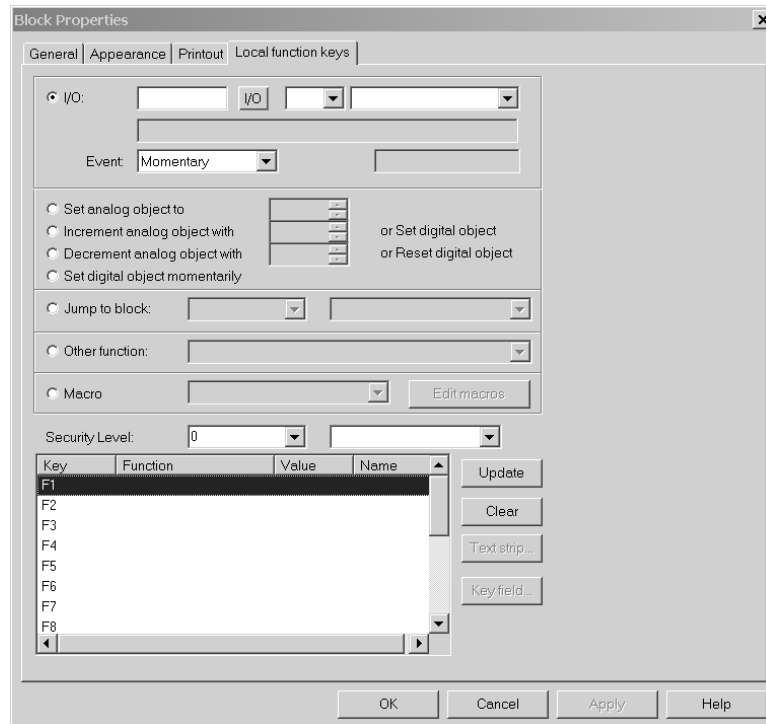 Block Properties
General Appearance Printout Local function keys
I/O: I/O
Event: Momentary
Set analog object to
Increment analog object with or Set digital object
Decrement analog object with or Reset digital object
Set digital object momentarily
Jump to block:
Other function:
Macro Edit macros
Security Level: 0
Key Function Value Name
F1
F2
F3
F4
F5
F6
F7
F8
Update
Clear
Text strip...
Key field...
OK Cancel Apply Help